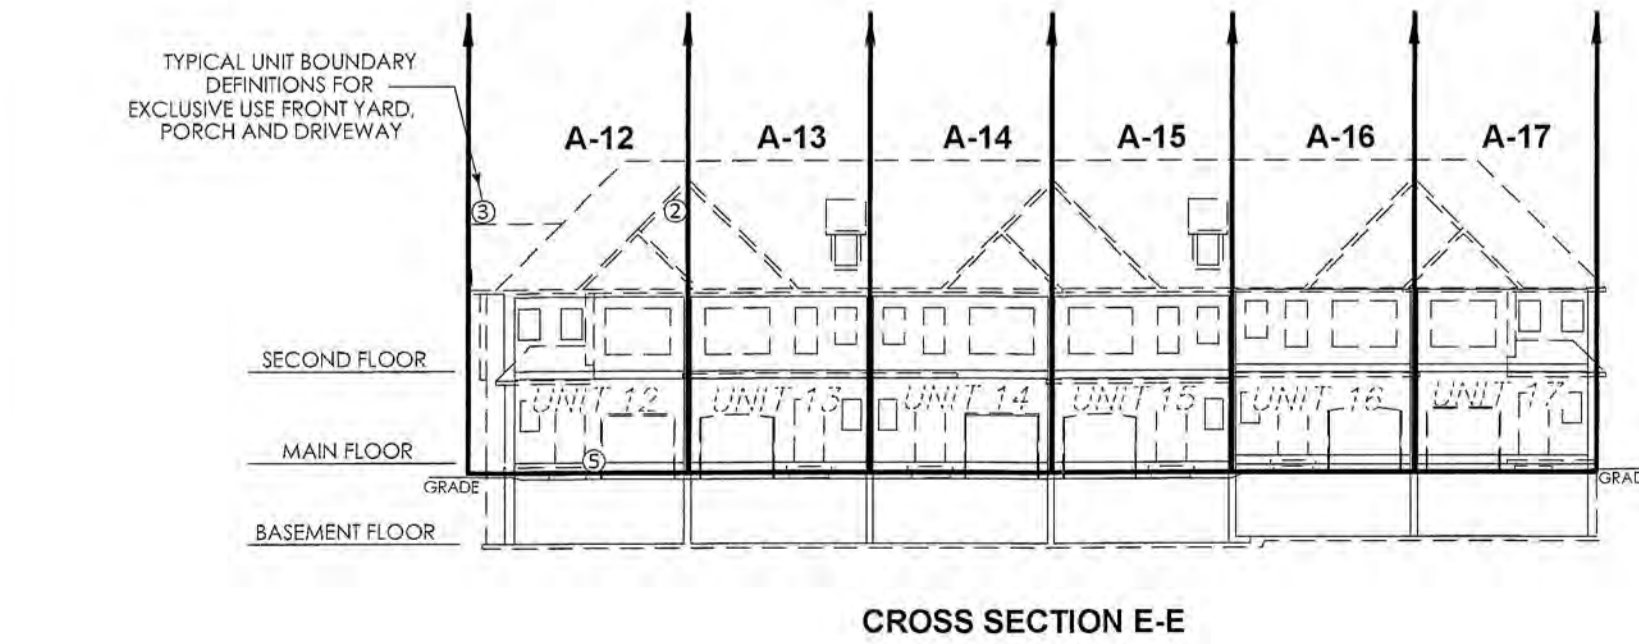 TYPICAL UNIT BOUNDARY
DEFINITIONS FOR
EXCLUSIVE USE FRONT YARD,
PORCH AND DRIVEWAY
A-12 A-13 A-14 A-15 A-16 A-17
3 2
SECOND FLOOR
UNIT 12 UNIT 13 UNIT 14 UNIT 15 UNIT 16 UNIT 17
MAIN FLOOR
5
GRADE GRAD
BASEMENT FLOOR
CROSS SECTION E-E